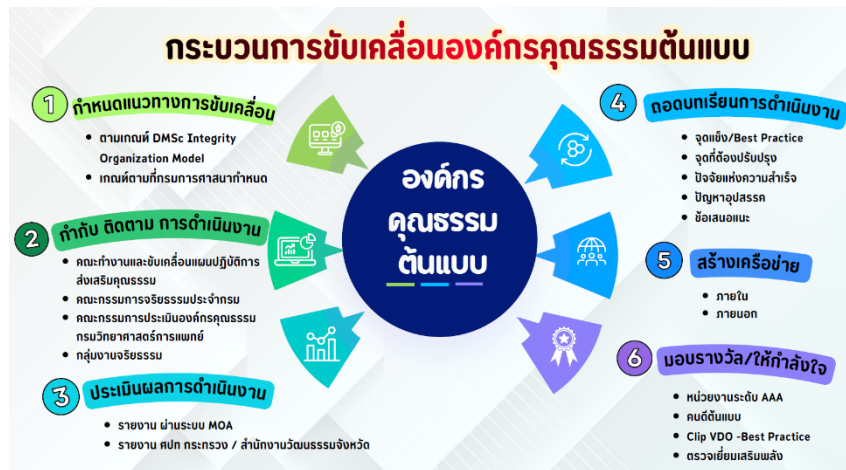 กระบวนการขับเคลื่อนองค์กรคุณธรรมต้นแบบ
1 กำหนดแนวทางการขับเคลื่อน
• ตามเกณฑ์ DMSc Integrity
Organization Model
• เกณฑ์ตามที่กรมการศาสนากำหนด
2 กำกับ ติดตาม การดำเนินงาน
• คณะทำงานและขับเคลื่อนแผนปฏิบัติการ
ส่งเสริมคุณธรรม
• คณะกรรมการจริยธรรมประจำกรม
• คณะกรรมการประเมินองค์กรคุณธรรม
กรมวิทยาศาสตร์การแพทย์
• กลุ่มงานจริยธรรม
3 ประเมินผลการดำเนินงาน
• รายงาน ผ่านระบบ MOA
• รายงาน ศปท กระทรวง / สำนักงานวัฒนธรรมจังหวัด
องค์กร
คุณธรรม
ต้นแบบ
4 ถอดบทเรียนการดำเนินงาน
• จุดแข็ง/Best Practice
• จุดที่ต้องปรับปรุง
• ปัจจัยแห่งความสำเร็จ
• ปัญหาอุปสรรค
• ข้อเสนอแนะ
5 สร้างเครือข่าย
• ภายใน
• ภายนอก
6 มอบรางวัล/ให้กำลังใจ
• หน่วยงานระดับ AAA
• คนดีต้นแบบ
• Clip VDO -Best Practice
• ตรวจเยี่ยมเสริมพลัง